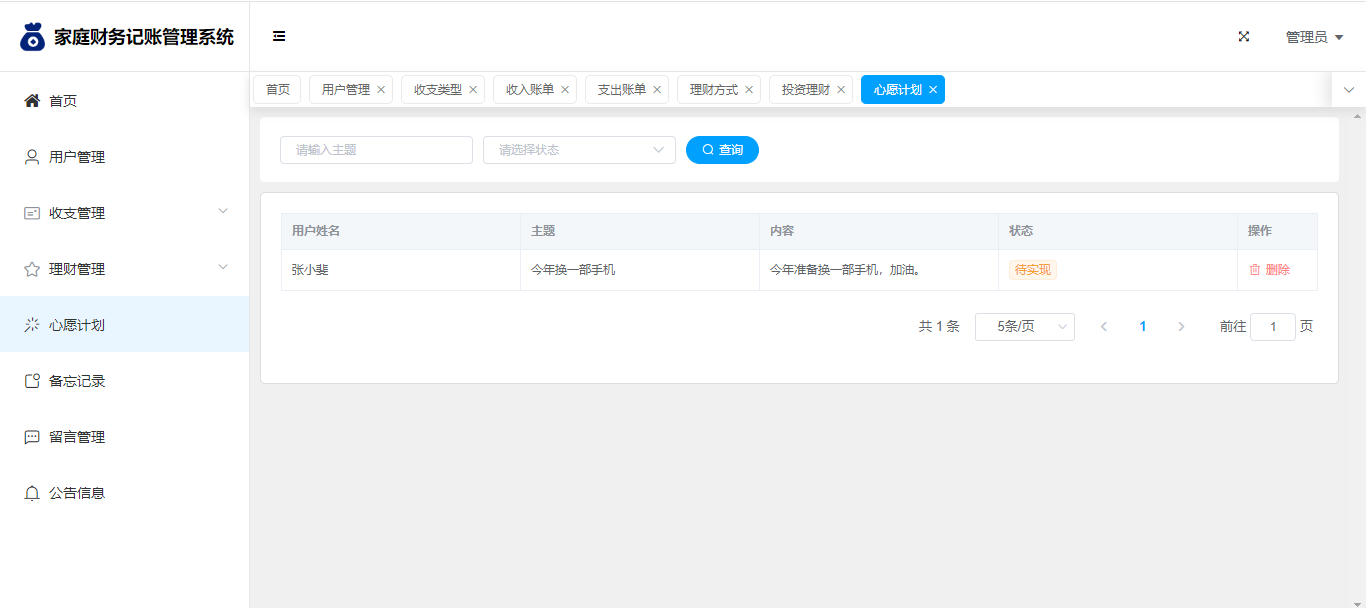 家庭财务记账管理系统
管理员
首页
用户管理
收支管理
理财管理
心愿计划
备忘记录
留言管理
公告信息
首页 用户管理 收支类型 收入账单 支出账单 理财方式 投资理财 心愿计划
请输入主题 请选择状态 查询
用户姓名 主题 内容 状态 操作
张小斐 今年换一部手机 今年准备换一部手机，加油。 待实现 删除
共 1 条 5条/页 1 前往 1 页